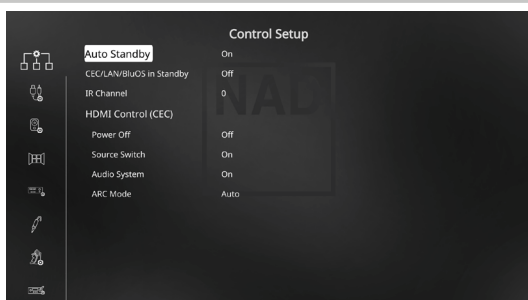 Control Setup
Auto Standby On
CEC/LAN/BluOS in Standby Off
IR Channel 0
HDMI Control (CEC)
Power Off Off
Source Switch On
Audio System On
ARC Mode Auto
NAD